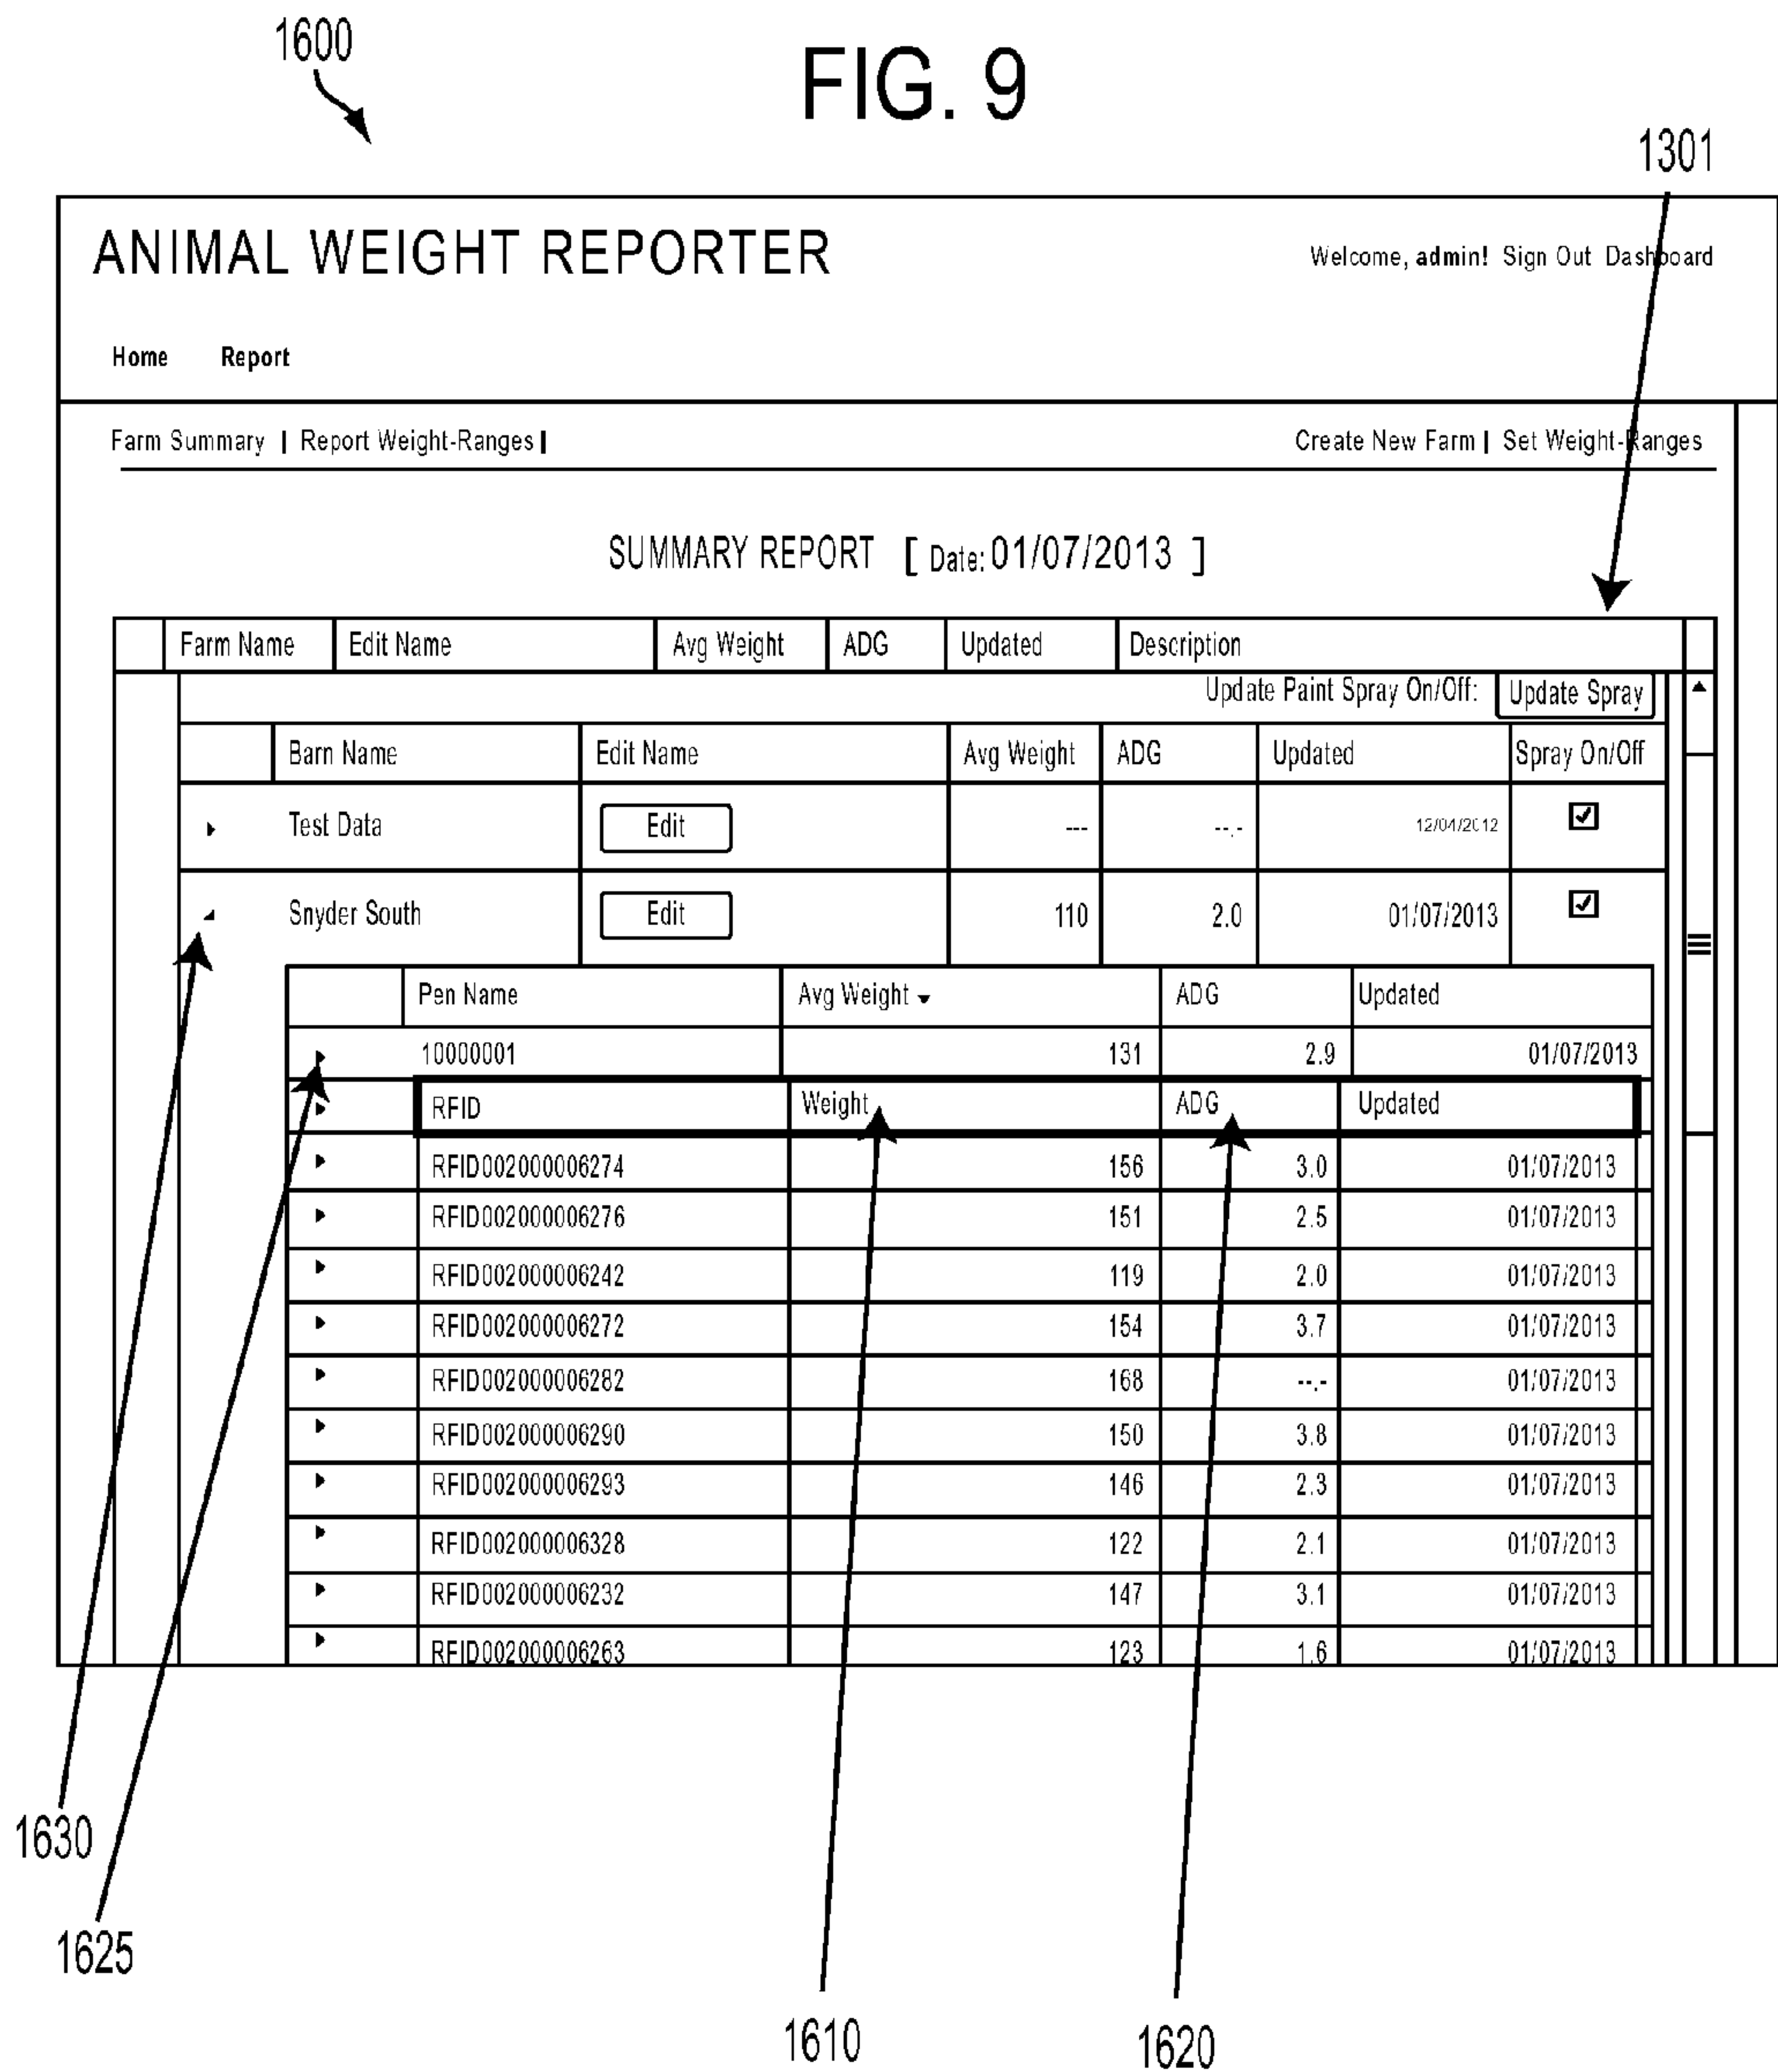 1600
FIG. 9
1301
ANIMAL WEIGHT REPORTER
Welcome, admin! Sign Out Dashboard
Home Report
Farm Summary | Report Weight-Ranges |
Create New Farm | Set Weight-Ranges
SUMMARY REPORT [ Date: 01/07/2013 ]
Farm Name Edit Name Avg Weight ADG Updated Description
Update Paint Spray On/Off: Update Spray
Barn Name Edit Name Avg Weight ADG Updated Spray On/Off
Test Data Edit --- --.- 12/04/2012
Snyder South Edit 110 2.0 01/07/2013
Pen Name Avg Weight ADG Updated
10000001 131 2.9 01/07/2013
RFID Weight ADG Updated
RFID002000006274 156 3.0 01/07/2013
RFID002000006276 151 2.5 01/07/2013
RFID002000006242 119 2.0 01/07/2013
RFID002000006272 154 3.7 01/07/2013
RFID002000006282 168 --.- 01/07/2013
RFID002000006290 150 3.8 01/07/2013
RFID002000006293 146 2.3 01/07/2013
RFID002000006328 122 2.1 01/07/2013
RFID002000006232 147 3.1 01/07/2013
RFID002000006263 123 1.6 01/07/2013
1630
1625
1610
1620